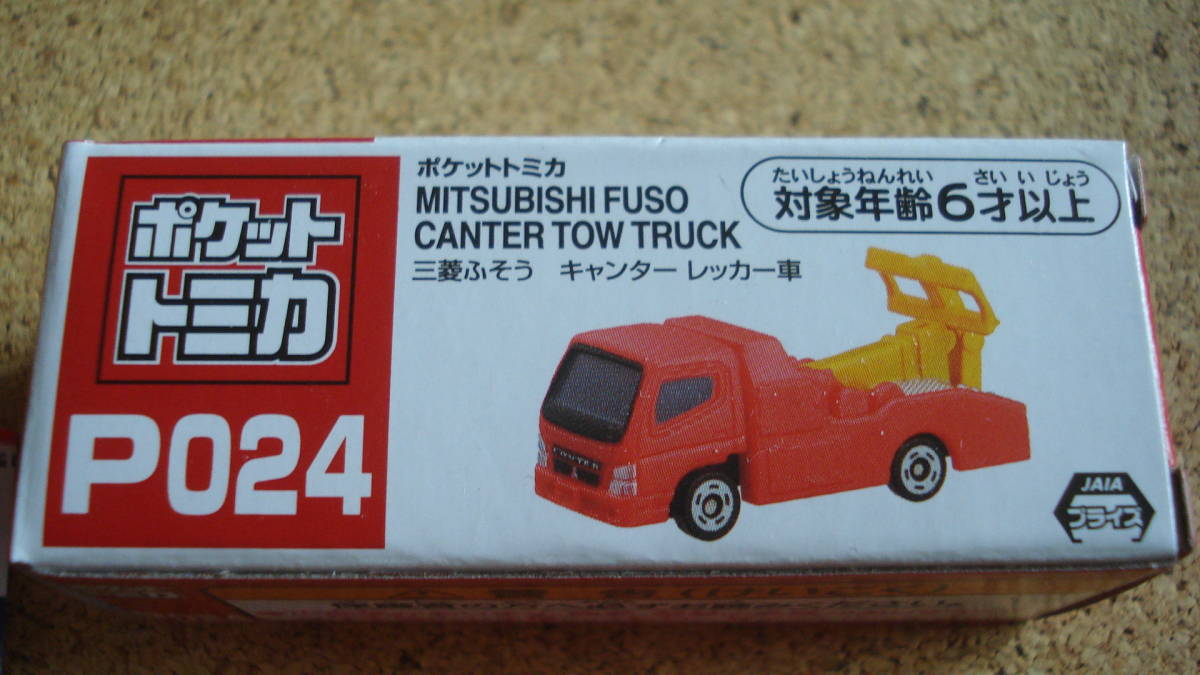 ポケット
トミカ
P024
ポケットトミカ
MITSUBISHI FUSO
CANTER TOW TRUCK
三菱ふそう キャンター レッカー車
たいしょうねんれい さい い じょう
対象年齢6才以上
CANTER
JAIA
プライズ